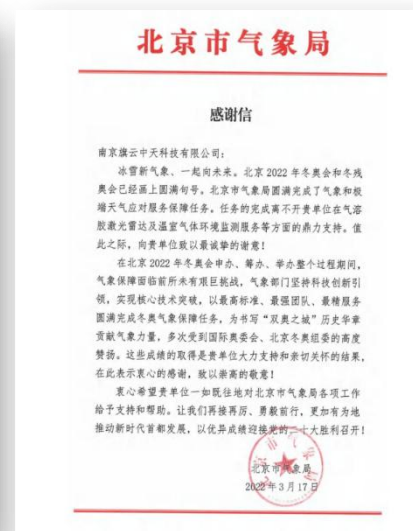 北京市气象局
感谢信
南京旗云中天科技有限公司：
冰雪新气象、一起向未来。北京 2022 年冬奥会和冬残
奥会已经画上圆满句号。北京市气象局圆满完成了气象和极
端天气应对服务保障任务。任务的完成离不开贵单位在气溶
胶激光雷达及温室气体环境监测服务等方面的鼎力支持。值
此之际，向贵单位致以最诚挚的谢意！
在北京 2022 年冬奥会申办、筹办、举办整个过程期间，
气象保障面临前所未有艰巨挑战，气象部门坚持科技创新引
领，实现核心技术突破，以最高标准、最强团队、最精服务
圆满完成冬奥气象保障任务，为书写“双奥之城”历史华章
贡献气象力量，多次受到国际奥委会、北京冬奥组委的高度
赞扬。这些成绩的取得是贵单位大力支持和亲切关怀的结果，
在此表示衷心的感谢，致以崇高的敬意！
衷心希望贵单位一如既往地对北京市气象局各项工作
给予支持和帮助。让我们再接再厉、勇毅前行，更加有为地
推动新时代首都发展，以优异成绩迎接党的二十大胜利召开！
北京市气象局
2022 年 3 月 17 日